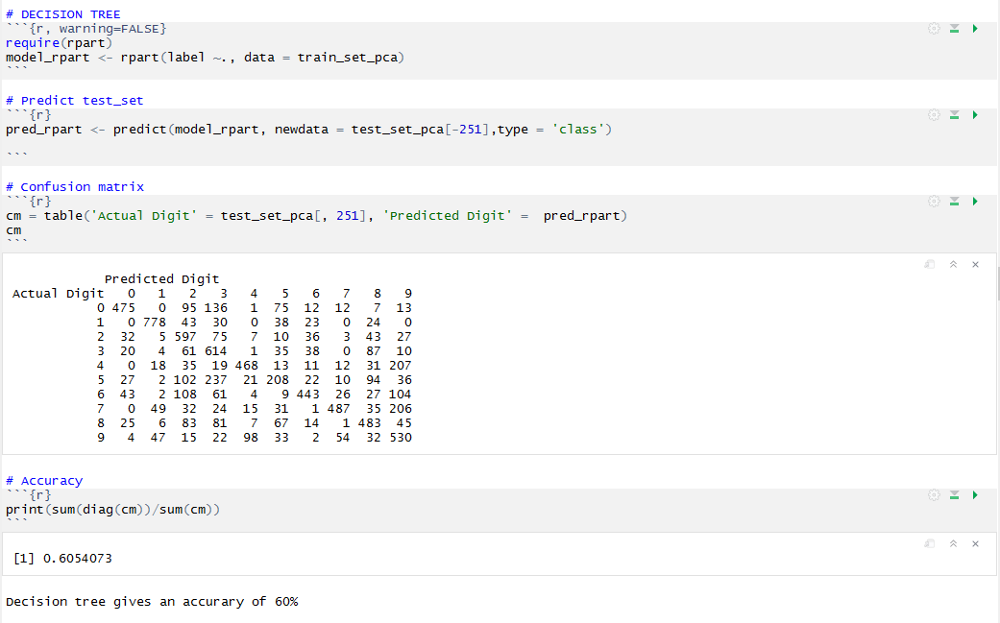 # DECISION TREE
```{r, warning=FALSE}
require(rpart)
model_rpart <- rpart(label ~., data = train_set_pca)
```
# Predict test_set
```{r}
pred_rpart <- predict(model_rpart, newdata = test_set_pca[-251],type = 'class')
```
# Confusion matrix
```{r}
cm = table('Actual Digit' = test_set_pca[, 251], 'Predicted Digit' =  pred_rpart)
cm
```
            Predicted Digit
Actual Digit   0   1   2   3   4   5   6   7   8   9
           0 475   0  95 136   1  75  12  12   7  13
           1   0 778  43  30   0  38  23   0  24   0
           2  32   5 597  75   7  10  36   3  43  27
           3  20   4  61 614   1  35  38   0  87  10
           4   0  18  35  19 468  13  11  12  31 207
           5  27   2 102 237  21 208  22  10  94  36
           6  43   2 108  61   4   9 443  26  27 104
           7   0  49  32  24  15  31   1 487  35 206
           8  25   6  83  81   7  67  14   1 483  45
           9   4  47  15  22  98  33   2  54  32 530
# Accuracy
```{r}
print(sum(diag(cm))/sum(cm))
```
[1] 0.6054073
Decision tree gives an accurary of 60%